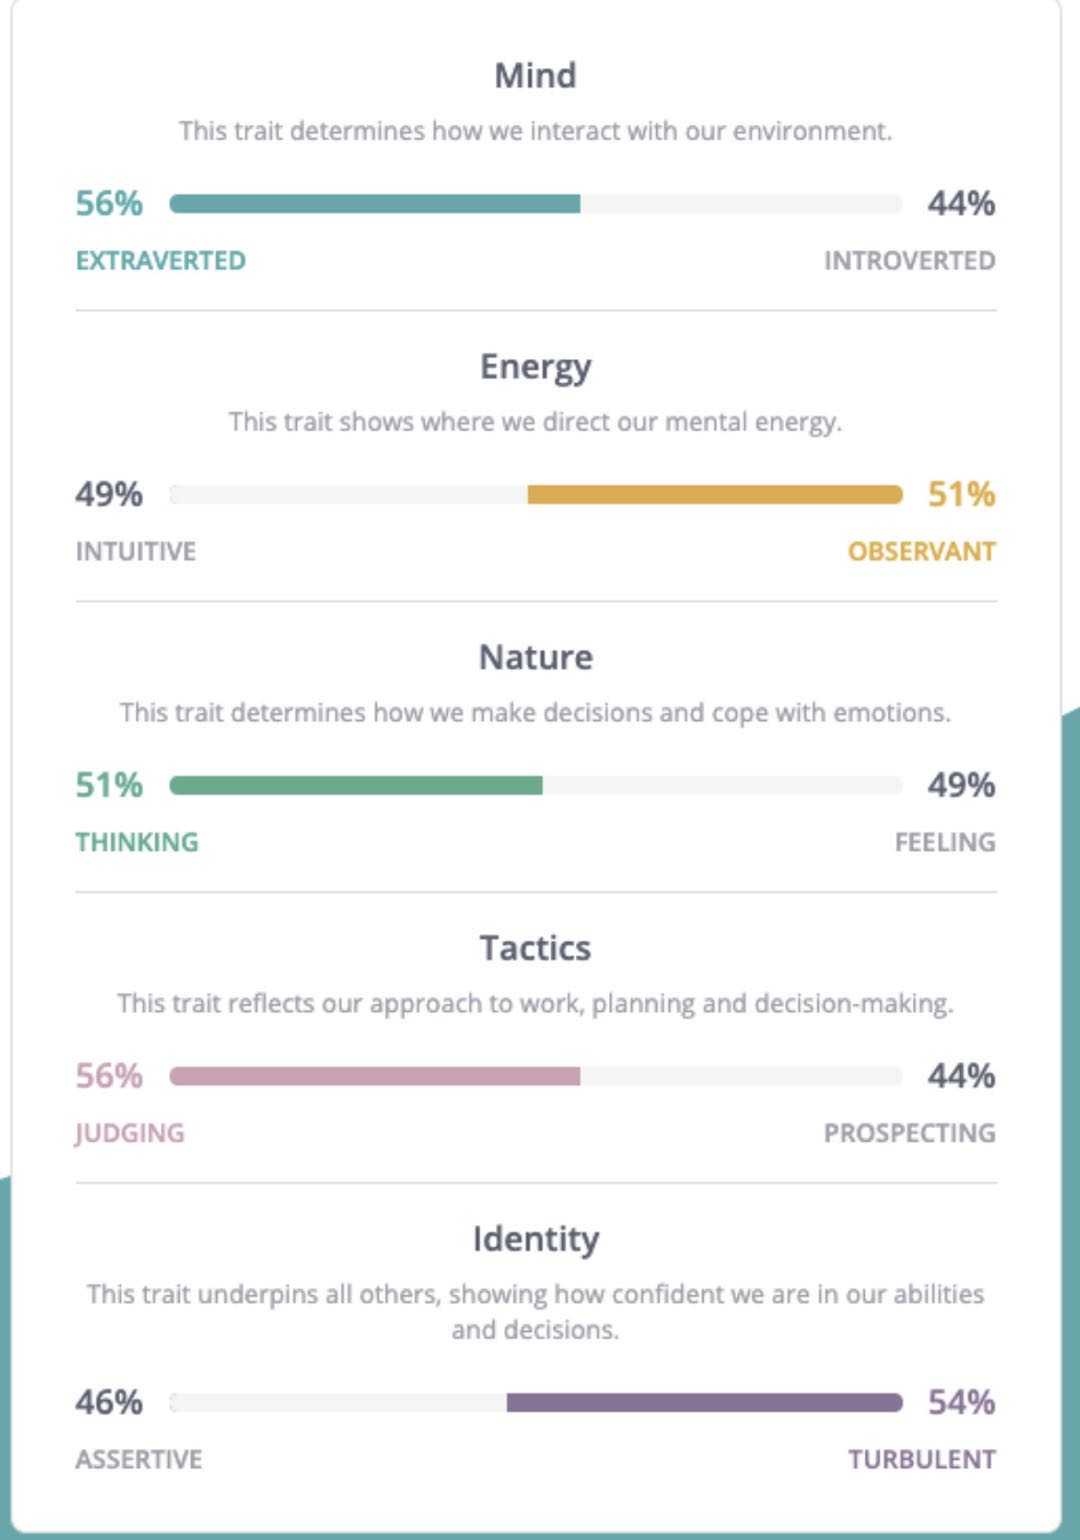 Mind
This trait determines how we interact with our environment.
56% 44%
EXTRAVERTED INTROVERTED
Energy
This trait shows where we direct our mental energy.
49% 51%
INTUITIVE OBSERVANT
Nature
This trait determines how we make decisions and cope with emotions.
51% 49%
THINKING FEELING
Tactics
This trait reflects our approach to work, planning and decision-making.
56% 44%
JUDGING PROSPECTING
Identity
This trait underpins all others, showing how confident we are in our abilities
and decisions.
46% 54%
ASSERTIVE TURBULENT